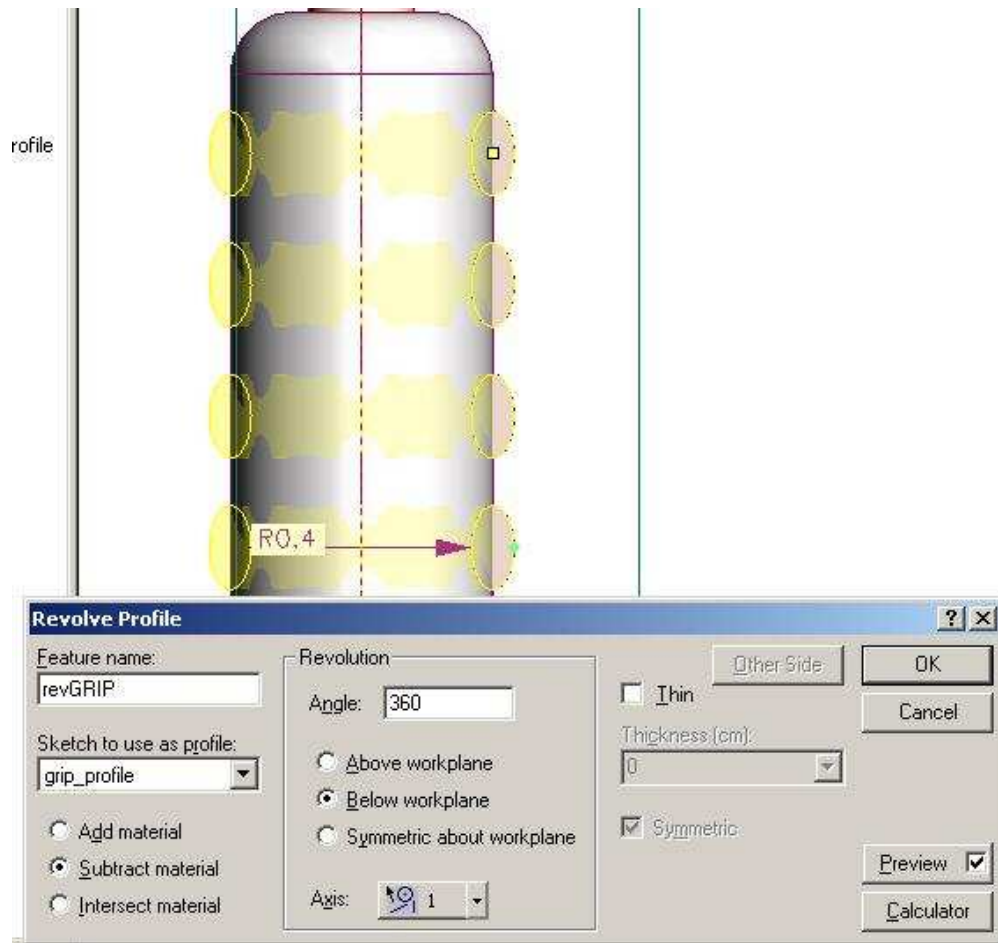 rofile
R0,4
Revolve Profile
Feature name:
revGRIP
Sketch to use as profile:
grip_profile
Add material
Subtract material
Intersect material
Revolution
Angle: 360
Above workplane
Below workplane
Symmetric about workplane
Axis: 1
Other Side
Thin
Thickness (cm):
0
Symmetric
OK
Cancel
Preview
Calculator